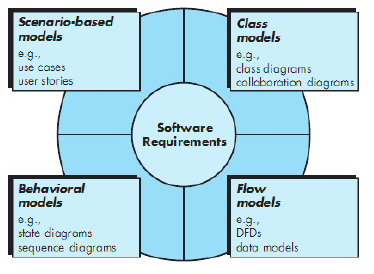 Scenario-based
models
e.g.,
use cases
user stories
Class
models
e.g.,
class diagrams
collaboration diagrams
Software
Requirements
Behavioral
models
e.g.,
state diagrams
sequence diagrams
Flow
models
e.g.,
DFDs
data models